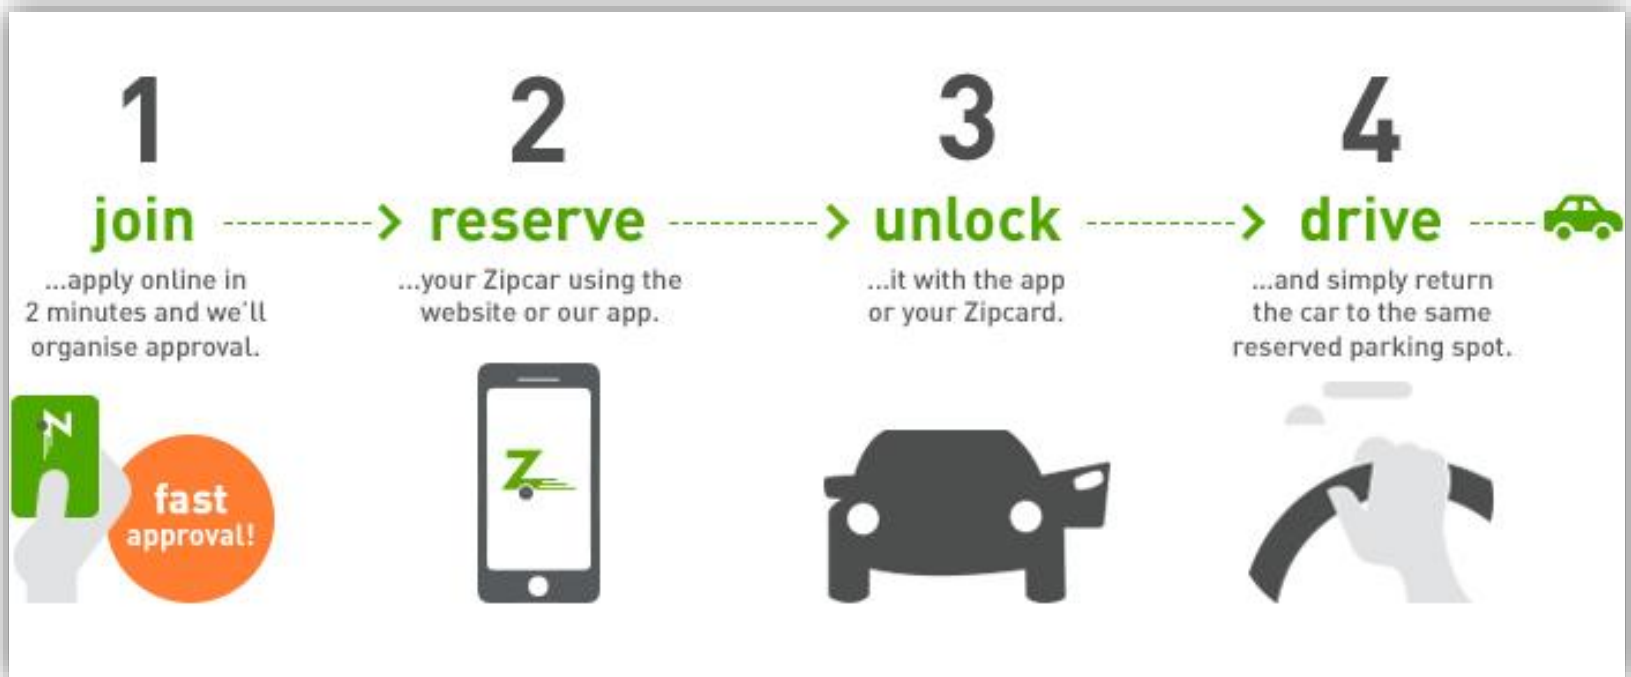 1
join
...apply online in
2 minutes and we'll
organise approval.
fast
approval!
2
reserve
...your Zipcar using the
website or our app.
3
unlock
...it with the app
or your Zipcard.
4
drive
...and simply return
the car to the same
reserved parking spot.